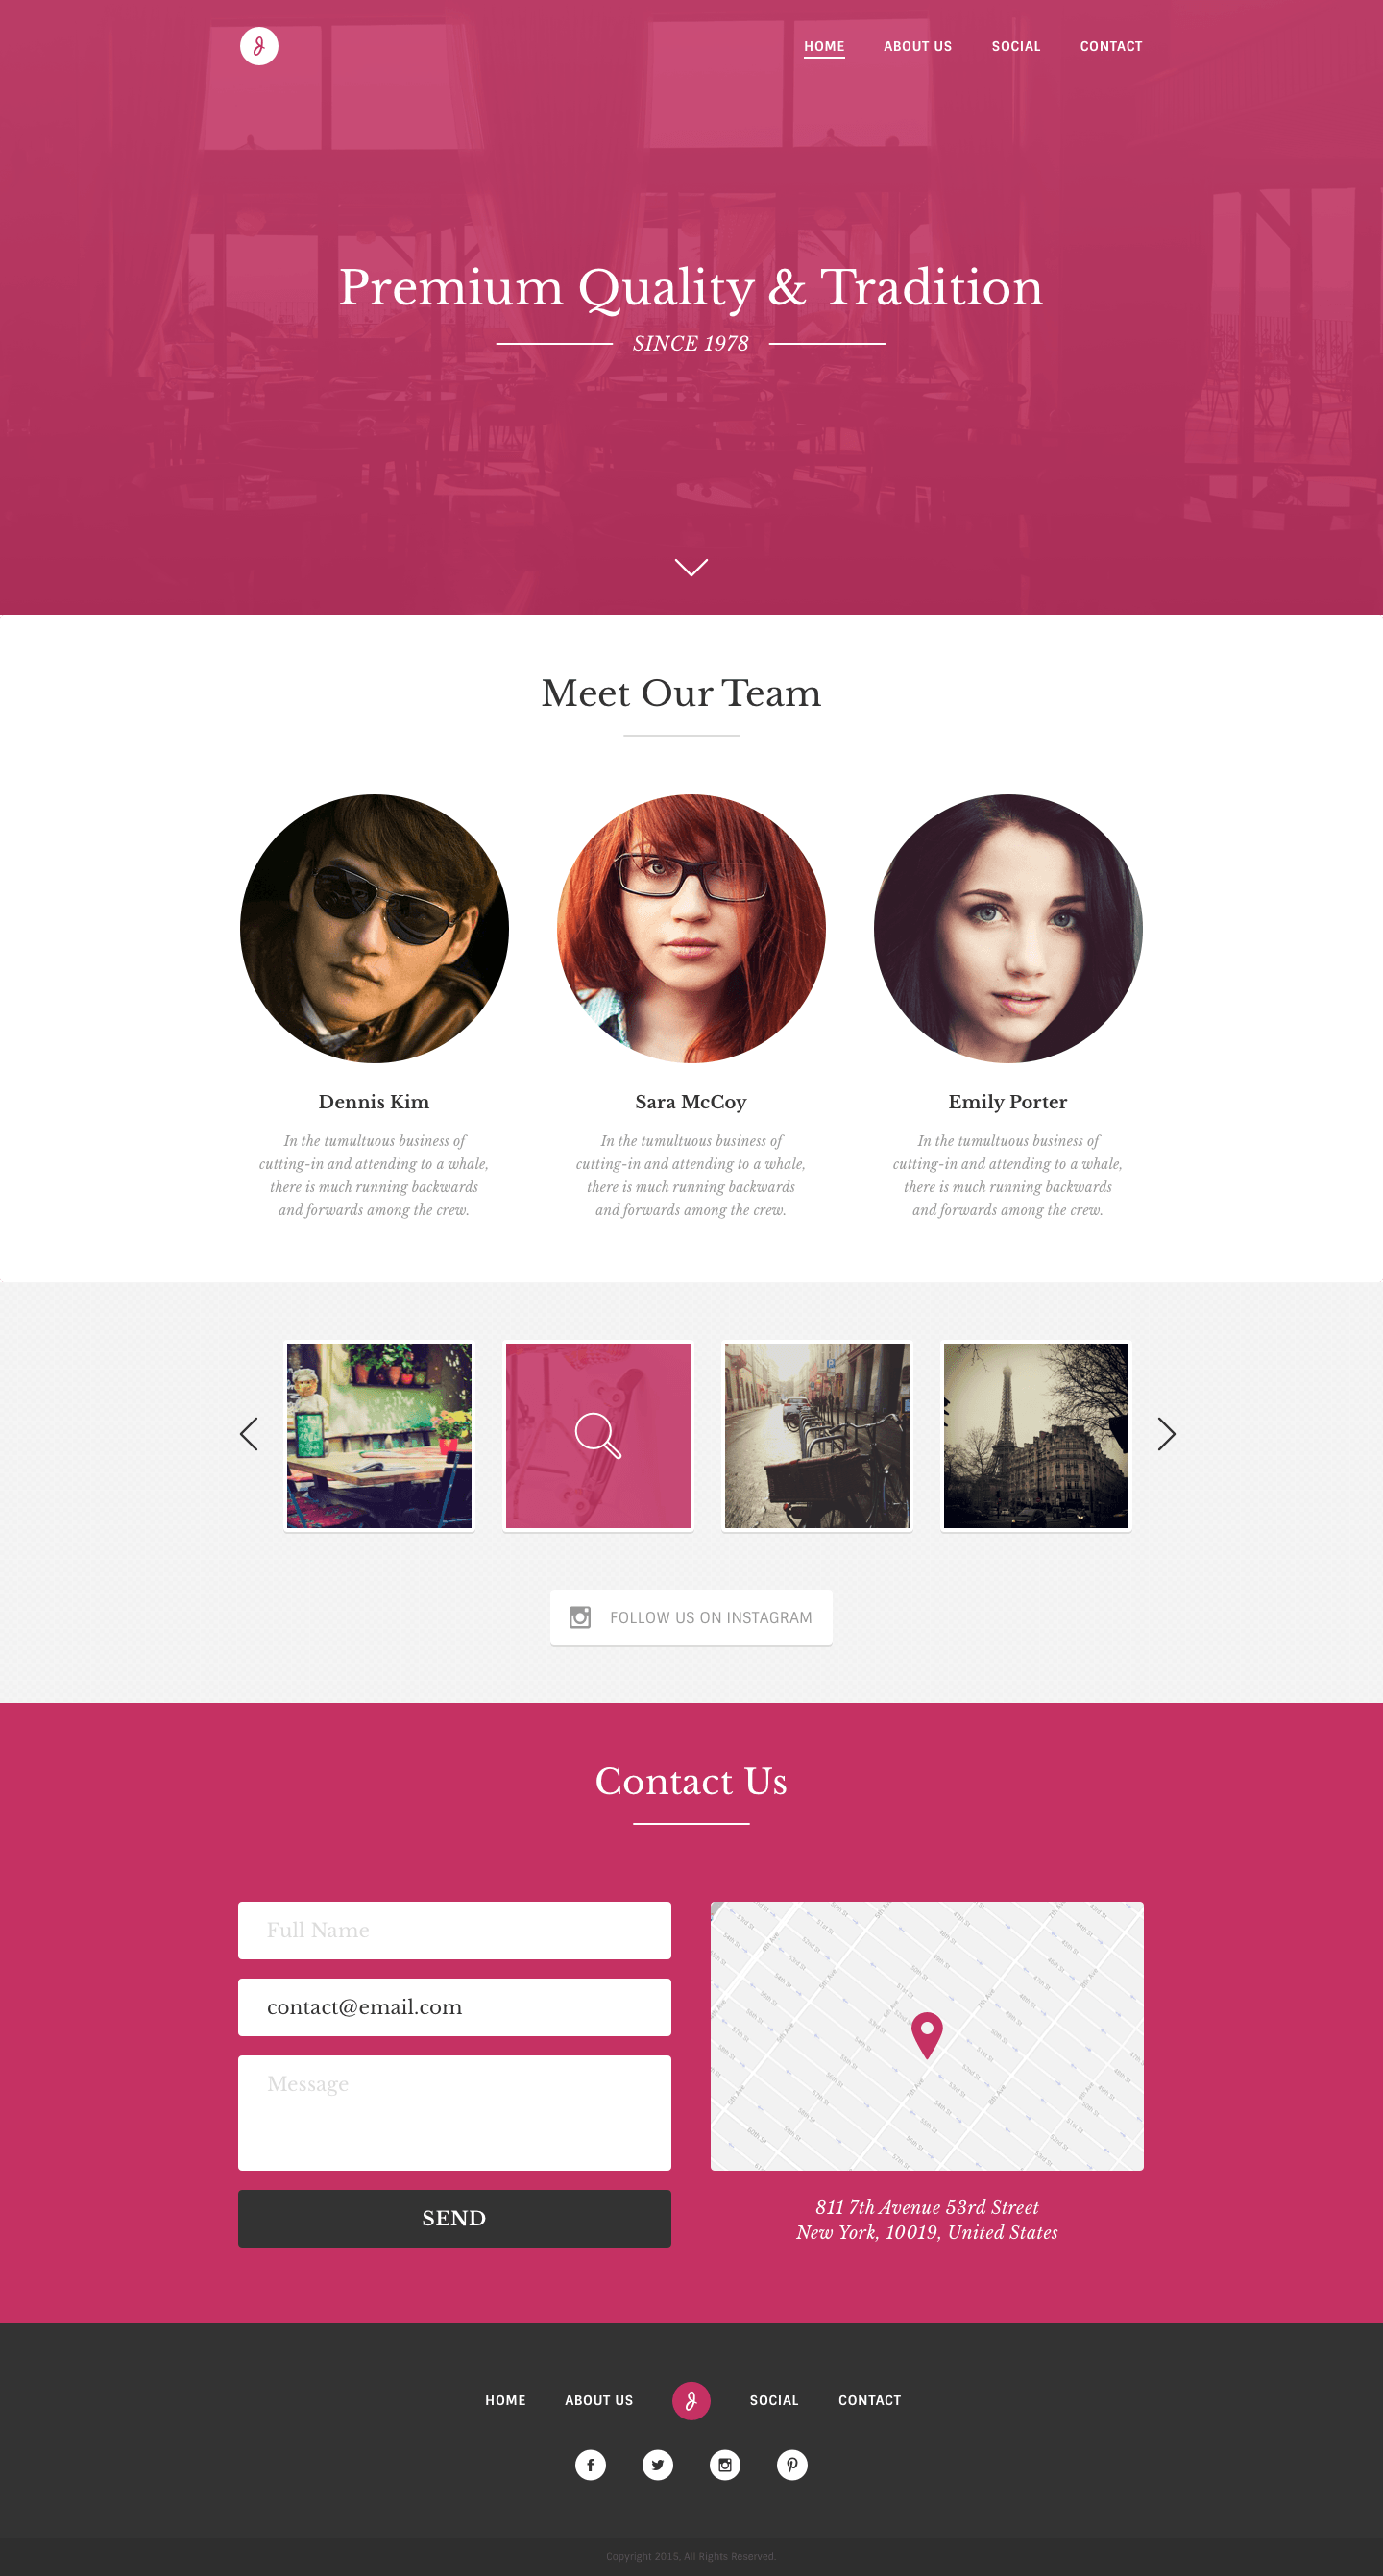 HOME ABOUT US SOCIAL CONTACT
Premium Quality & Tradition
SINCE 1978
Meet Our Team
Dennis Kim
In the tumultuous business of
cutting-in and attending to a whale,
there is much running backwards
and forwards among the crew.
Sara McCoy
In the tumultuous business of
cutting-in and attending to a whale,
there is much running backwards
and forwards among the crew.
Emily Porter
In the tumultuous business of
cutting-in and attending to a whale,
there is much running backwards
and forwards among the crew.
FOLLOW US ON INSTAGRAM
Contact Us
Full Name
contact@email.com
Message
SEND
811 7th Avenue 53rd Street
New York, 10019, United States
HOME ABOUT US SOCIAL CONTACT
Copyright 2015. All Rights Reserved.